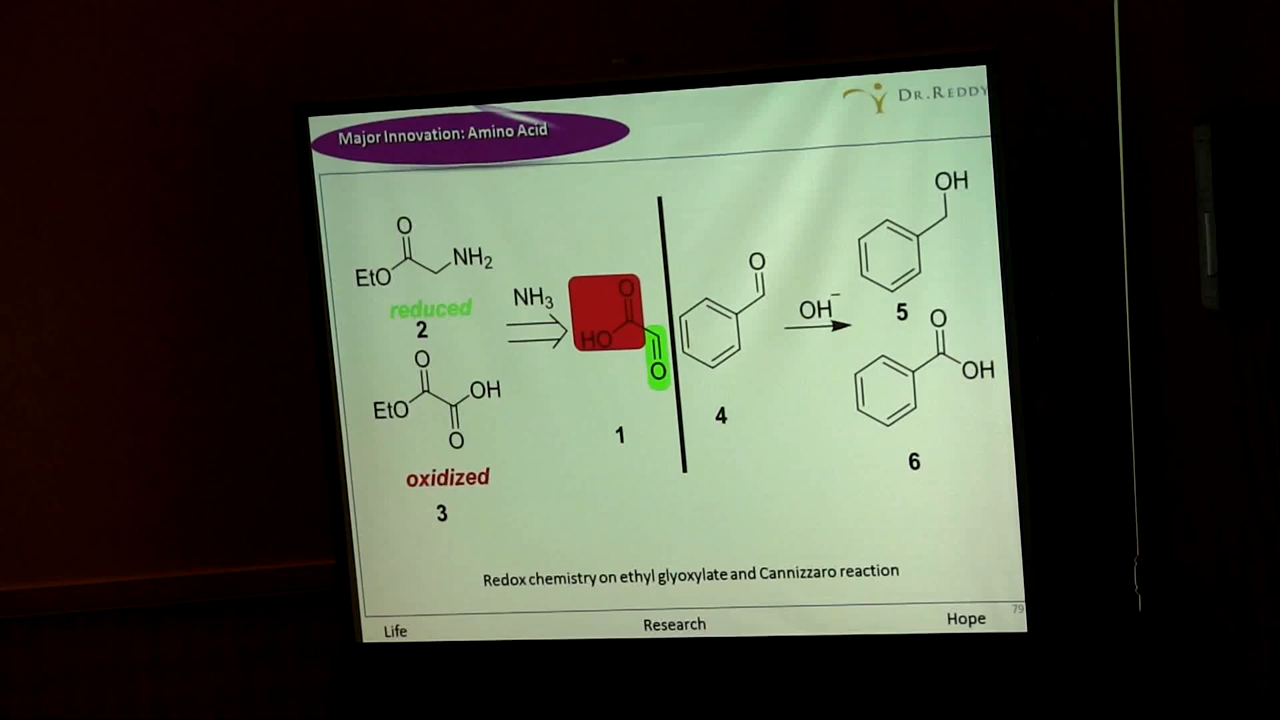 Major Innovation: Amino Acid
DR.REDDY
O
EtO
NH2
reduced
2
O
EtO
OH
O
oxidized
3
NH3
O
HO
O
1
O
4
OH-
OH
5
O
OH
6
Redox chemistry on ethyl glyoxylate and Cannizzaro reaction
79
Life
Research
Hope